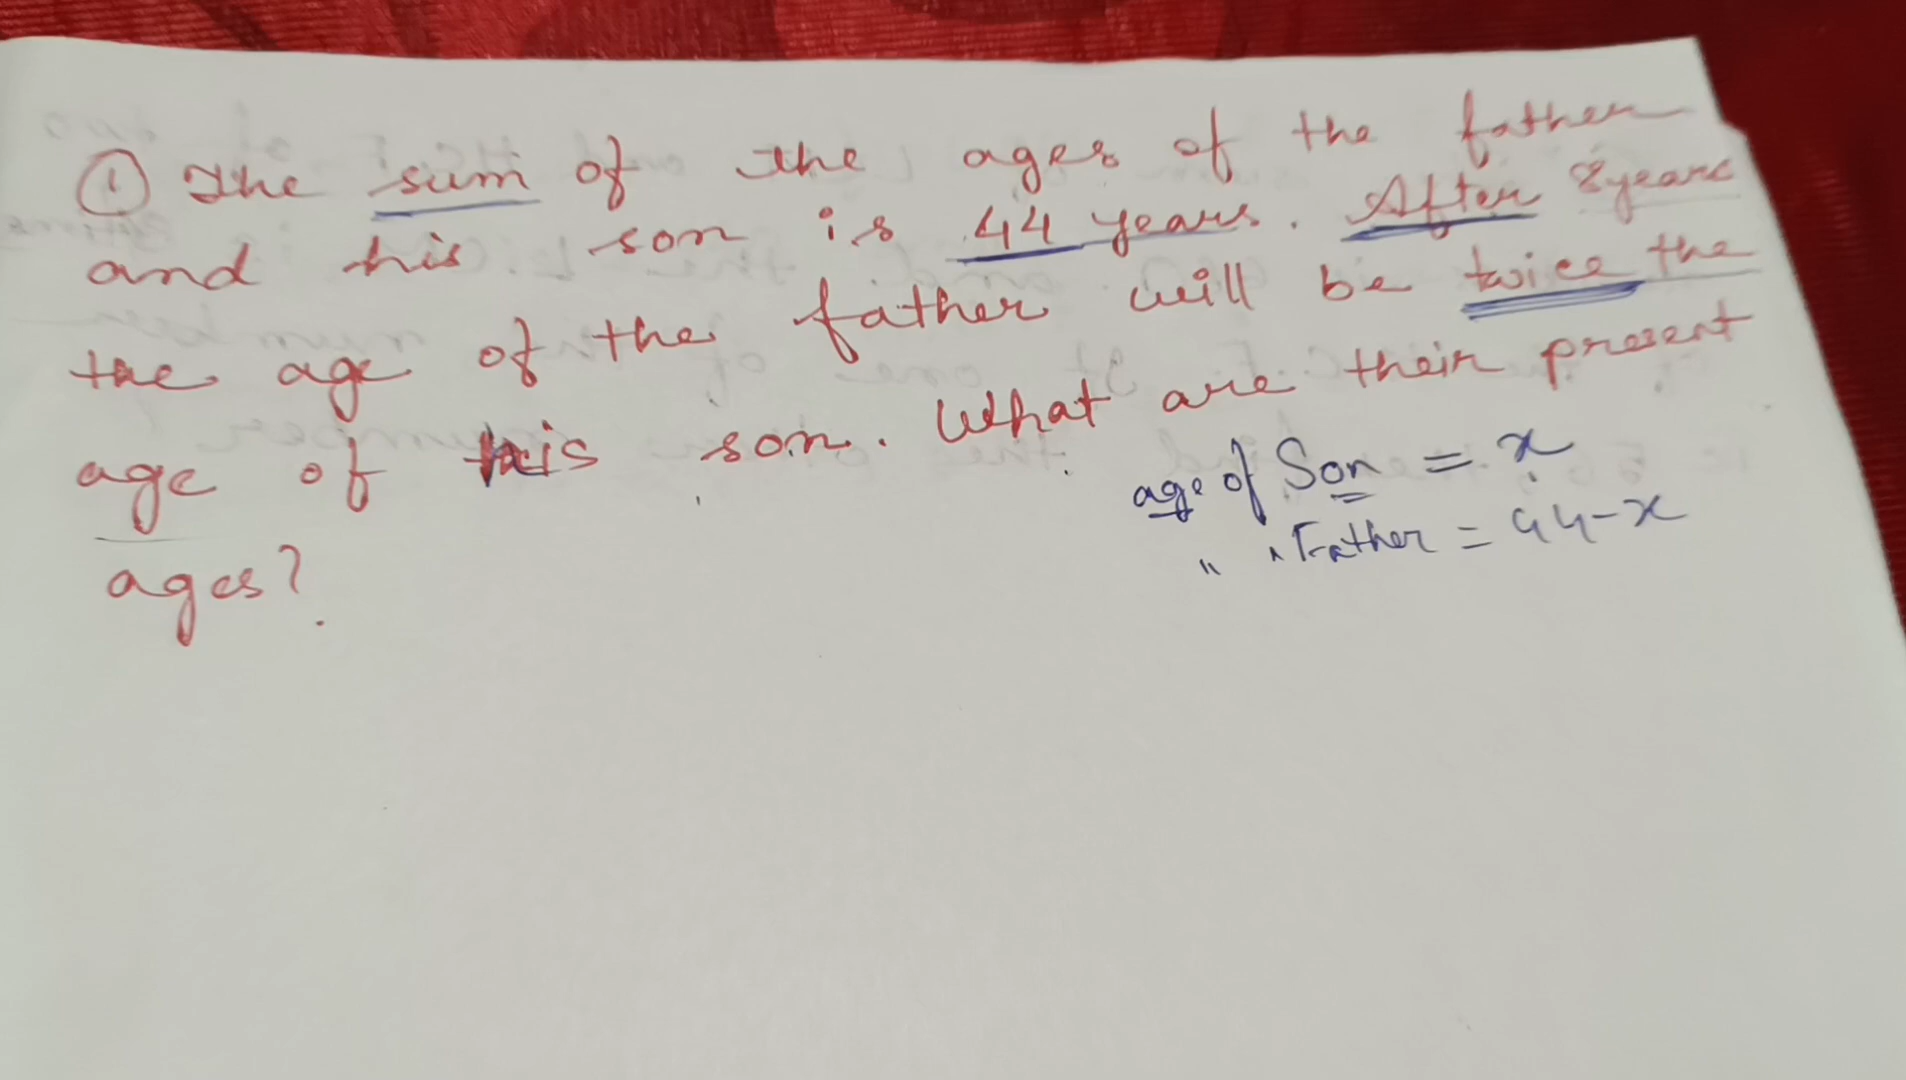 ① The sum of the ages of the father
and his son is 44 years. After 8 years
the age of the father will be twice the
age of his son. What are their present
ages?
age of Son = x
" " Father = 44-x